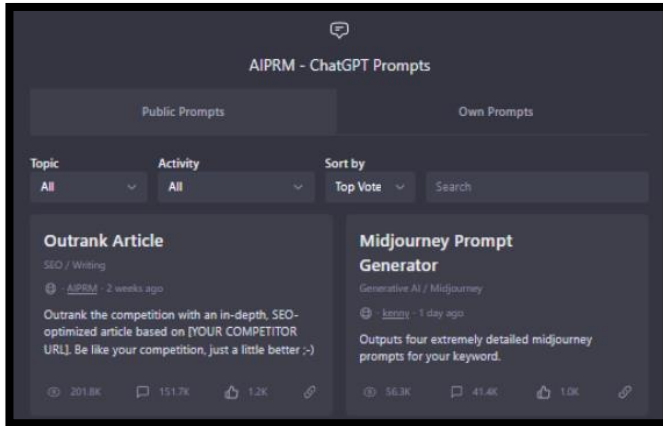 AIPRM - ChatGPT Prompts
Public Prompts
Own Prompts
Topic
Activity
Sort by
All
All
Top Vote
Search
Outrank Article
SEO / Writing
· AIPRM · 2 weeks ago
Outrank the competition with an in-depth, SEO-
optimized article based on [YOUR COMPETITOR
URL]. Be like your competition, just a little better ;-)
201.8K
151.7K
1.2K
Midjourney Prompt
Generator
Generative AI / Midjourney
· kenny · 1 day ago
Outputs four extremely detailed midjourney
prompts for your keyword.
56.3K
41.4K
1.0K